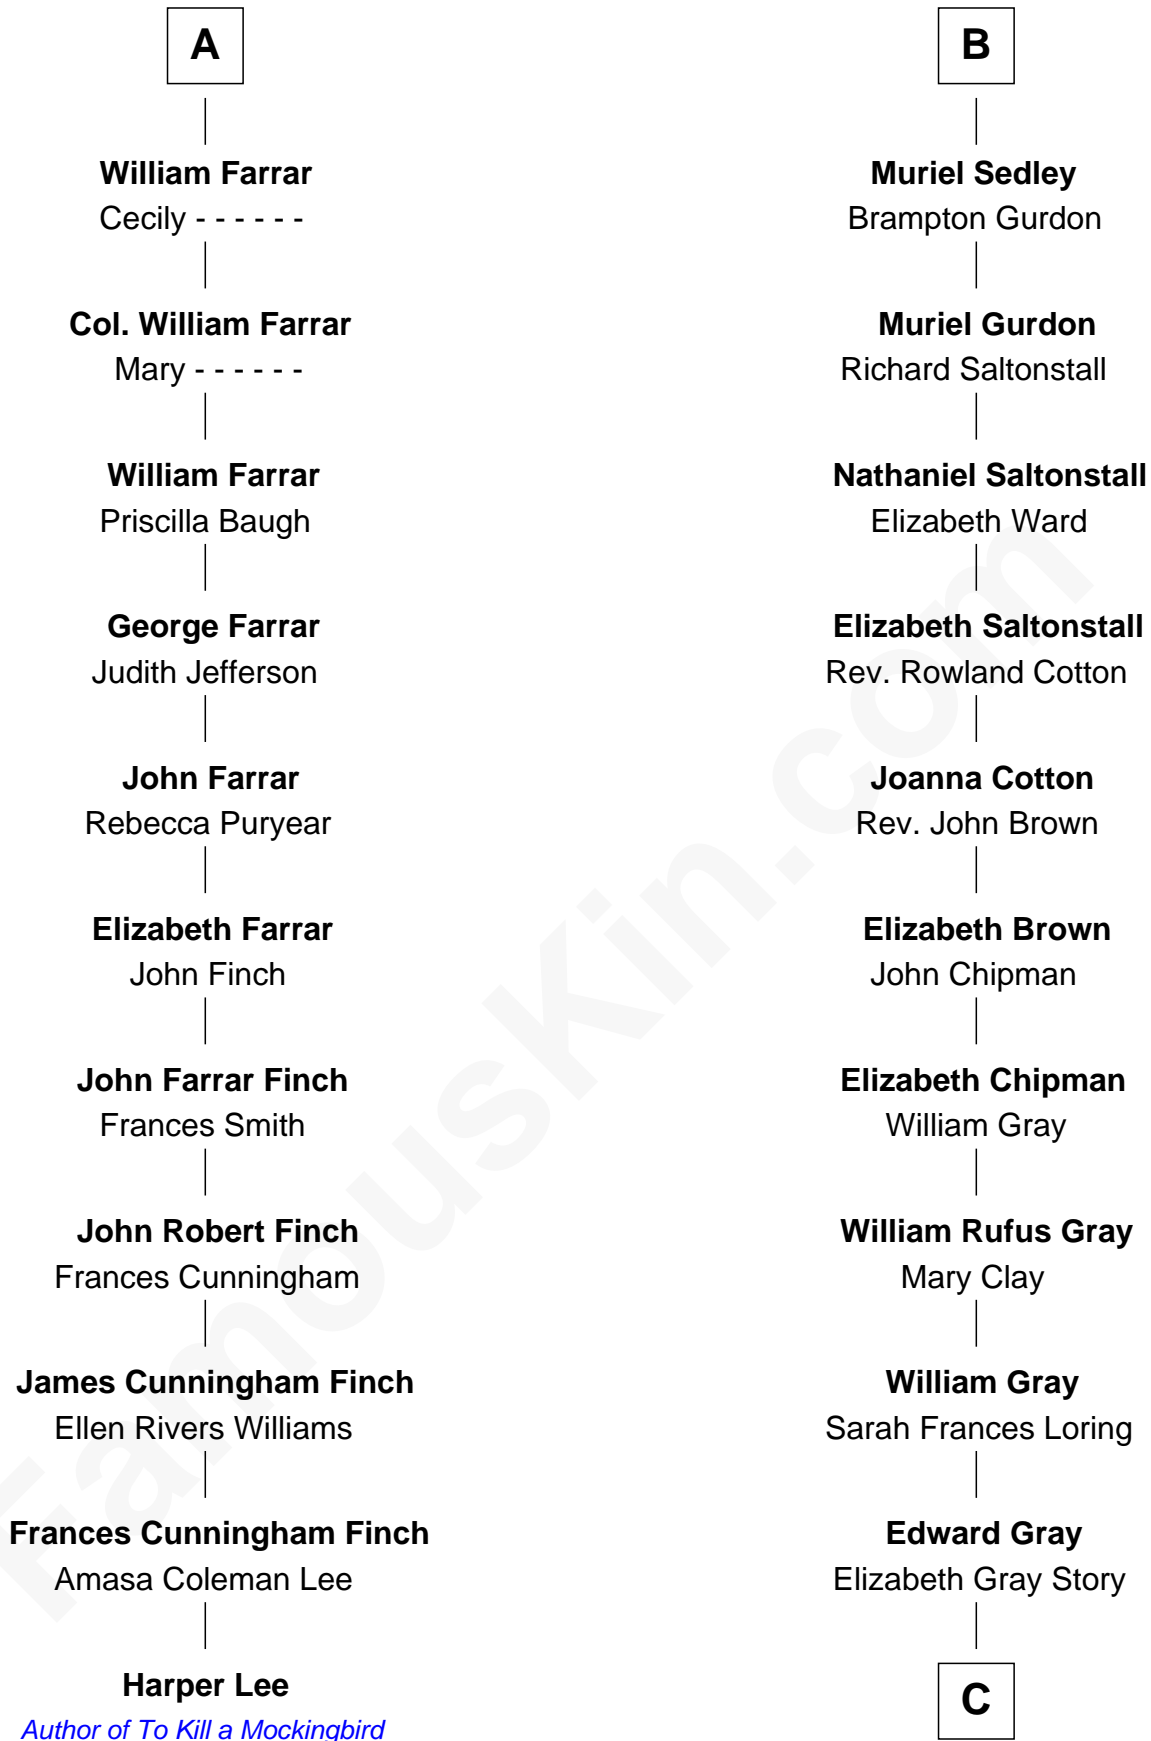 A
William Farrar
Cecily - - - - - -
Col. William Farrar
Mary - - - - - -
William Farrar
Priscilla Baugh
George Farrar
Judith Jefferson
John Farrar
Rebecca Puryear
Elizabeth Farrar
John Finch
John Farrar Finch
Frances Smith
John Robert Finch
Frances Cunningham
James Cunningham Finch
Ellen Rivers Williams
Frances Cunningham Finch
Amasa Coleman Lee
Harper Lee
Author of To Kill a Mockingbird
B
Muriel Sedley
Brampton Gurdon
Muriel Gurdon
Richard Saltonstall
Nathaniel Saltonstall
Elizabeth Ward
Elizabeth Saltonstall
Rev. Rowland Cotton
Joanna Cotton
Rev. John Brown
Elizabeth Brown
John Chipman
Elizabeth Chipman
William Gray
William Rufus Gray
Mary Clay
William Gray
Sarah Frances Loring
Edward Gray
Elizabeth Gray Story
C
FamousKin.com